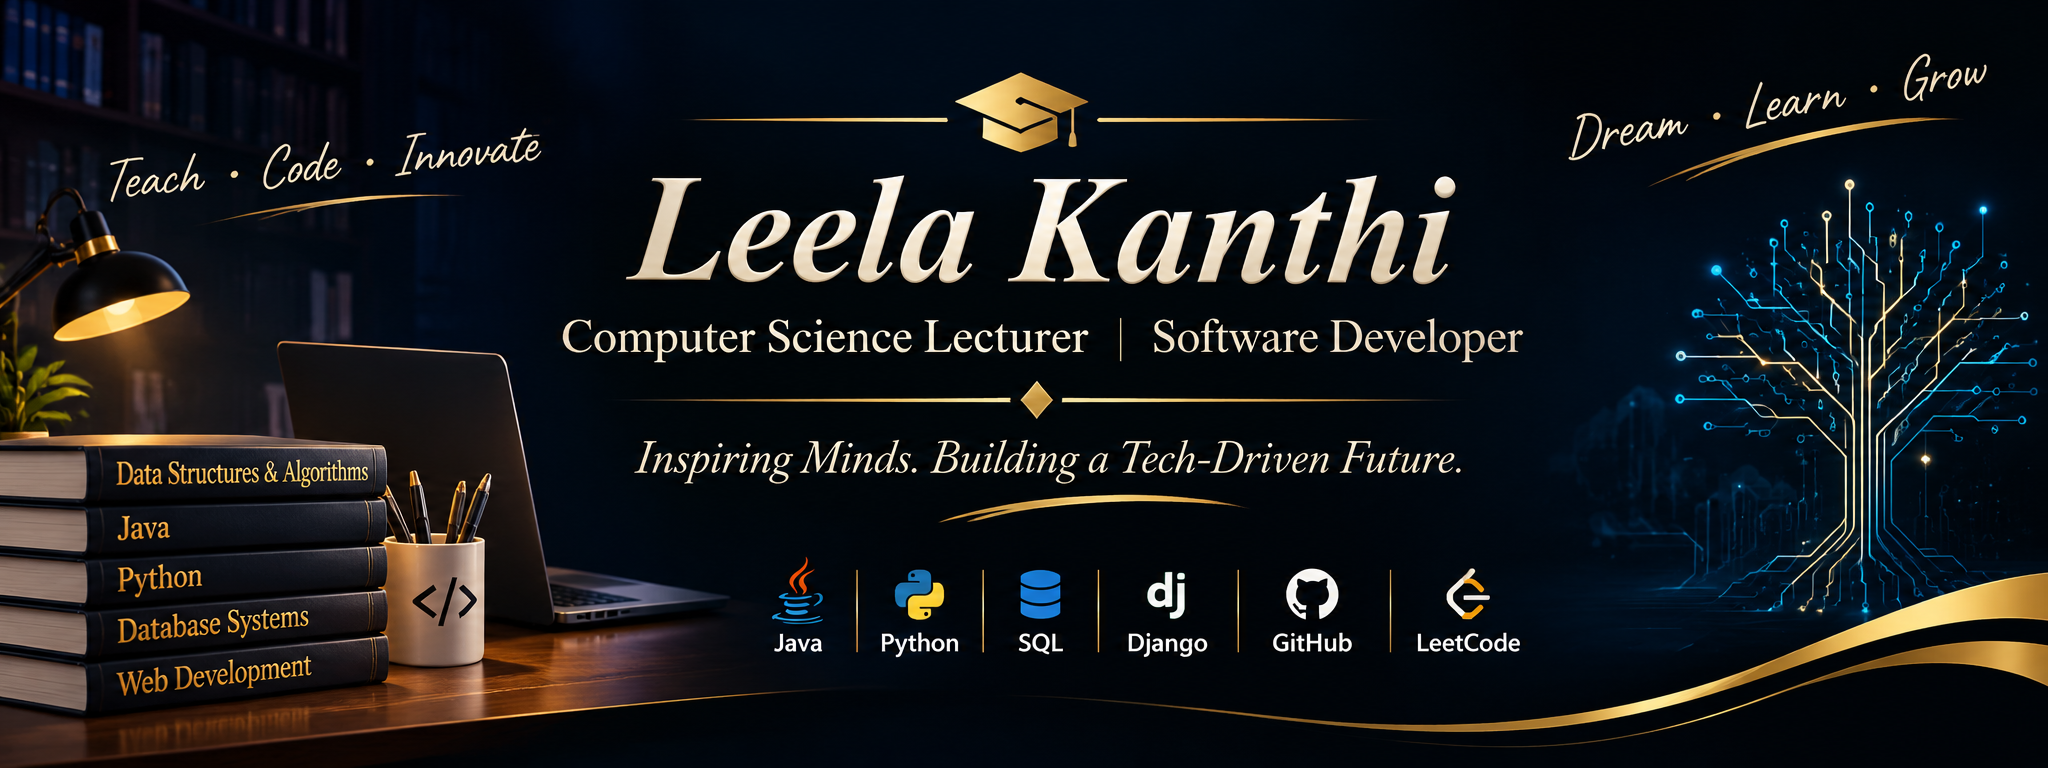 Teach • Code • Innovate
Dream • Learn • Grow
Leela Kanthi
Computer Science Lecturer | Software Developer
Inspiring Minds. Building a Tech-Driven Future.
Data Structures & Algorithms
Java
Python
Database Systems
Web Development
</>
dj
Java
Python
SQL
Django
GitHub
LeetCode